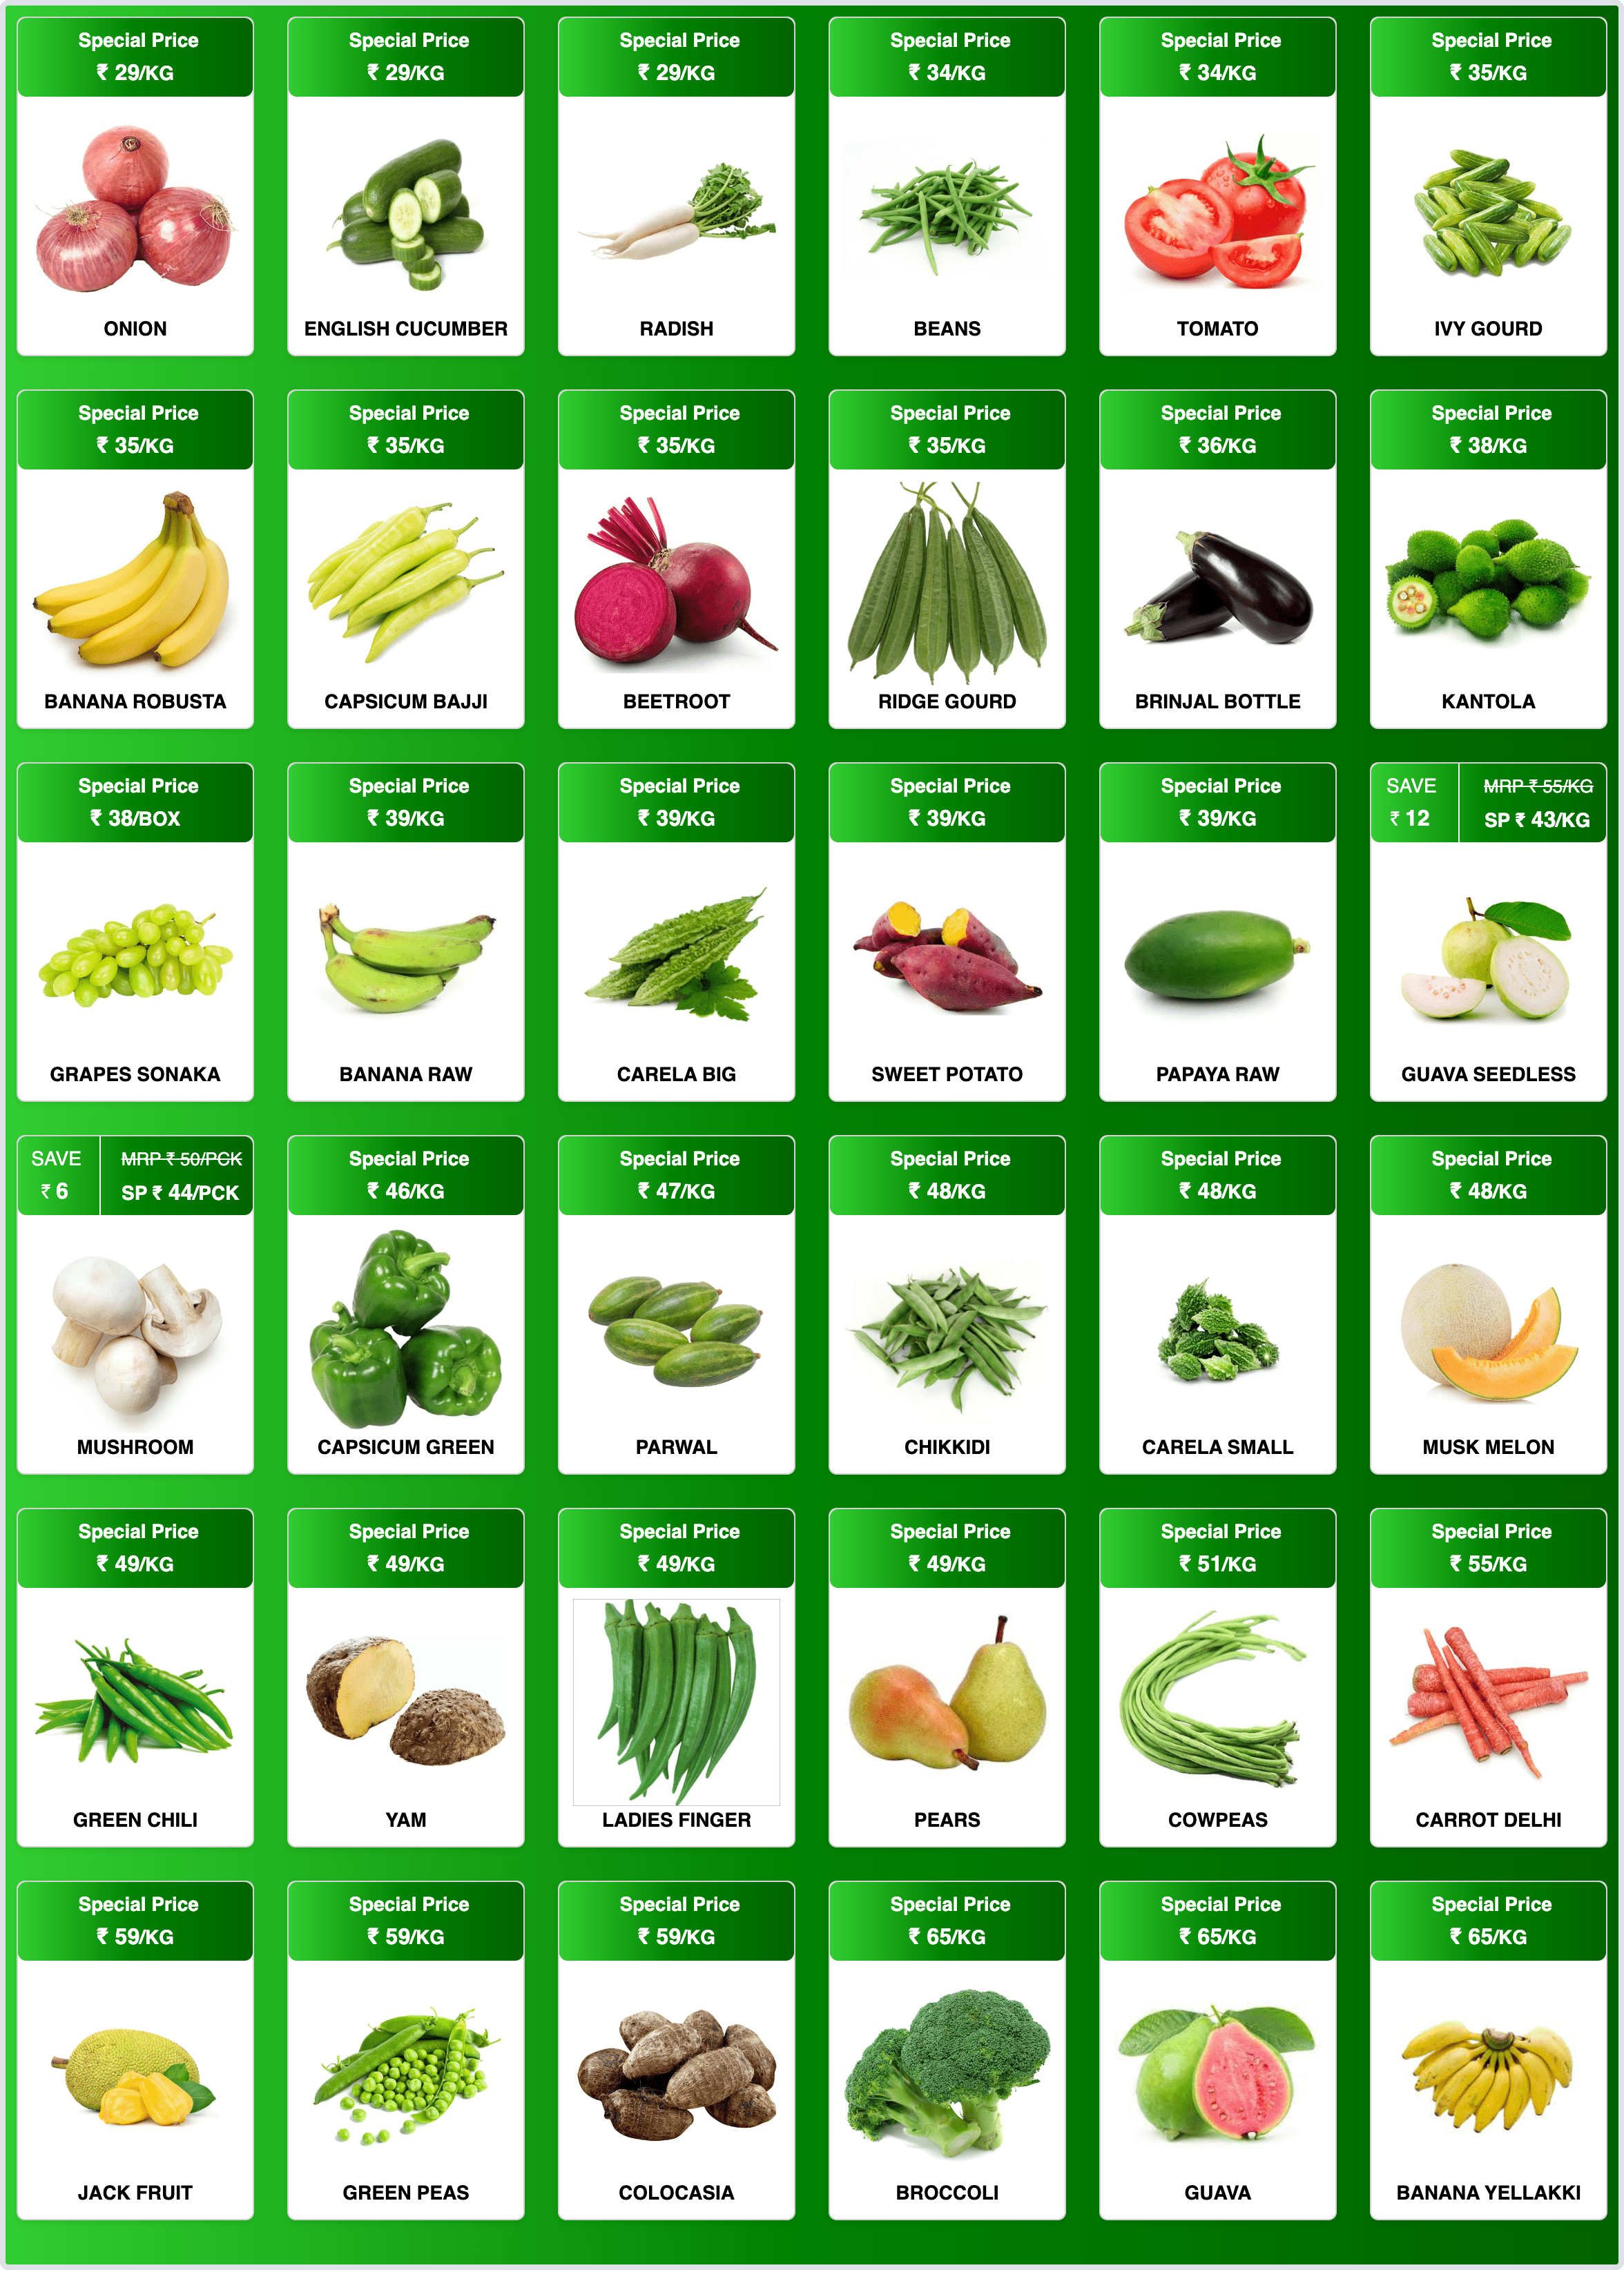 Special Price
₹ 29/KG
ONION
Special Price
₹ 29/KG
ENGLISH CUCUMBER
Special Price
₹ 29/KG
RADISH
Special Price
₹ 34/KG
BEANS
Special Price
₹ 34/KG
TOMATO
Special Price
₹ 35/KG
IVY GOURD
Special Price
₹ 35/KG
BANANA ROBUSTA
Special Price
₹ 35/KG
CAPSICUM BAJJI
Special Price
₹ 35/KG
BEETROOT
Special Price
₹ 35/KG
RIDGE GOURD
Special Price
₹ 36/KG
BRINJAL BOTTLE
Special Price
₹ 38/KG
KANTOLA
Special Price
₹ 38/BOX
GRAPES SONAKA
Special Price
₹ 39/KG
BANANA RAW
Special Price
₹ 39/KG
CARELA BIG
Special Price
₹ 39/KG
SWEET POTATO
Special Price
₹ 39/KG
PAPAYA RAW
SAVE
₹ 12
MRP ₹ 55/KG
SP ₹ 43/KG
GUAVA SEEDLESS
SAVE
₹ 6
MRP ₹ 50/PCK
SP ₹ 44/PCK
MUSHROOM
Special Price
₹ 46/KG
CAPSICUM GREEN
Special Price
₹ 47/KG
PARWAL
Special Price
₹ 48/KG
CHIKKIDI
Special Price
₹ 48/KG
CARELA SMALL
Special Price
₹ 48/KG
MUSK MELON
Special Price
₹ 49/KG
GREEN CHILI
Special Price
₹ 49/KG
YAM
Special Price
₹ 49/KG
LADIES FINGER
Special Price
₹ 49/KG
PEARS
Special Price
₹ 51/KG
COWPEAS
Special Price
₹ 55/KG
CARROT DELHI
Special Price
₹ 59/KG
JACK FRUIT
Special Price
₹ 59/KG
GREEN PEAS
Special Price
₹ 59/KG
COLOCASIA
Special Price
₹ 65/KG
BROCCOLI
Special Price
₹ 65/KG
GUAVA
Special Price
₹ 65/KG
BANANA YELLAKKI